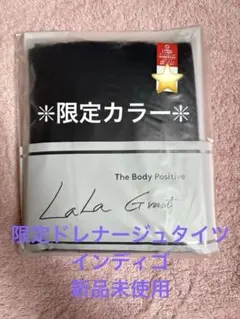 ❊限定カラー❊
The Body Positive
LaLa Grmet
限定ドレナージュタイツ
インディゴ
新品未使用